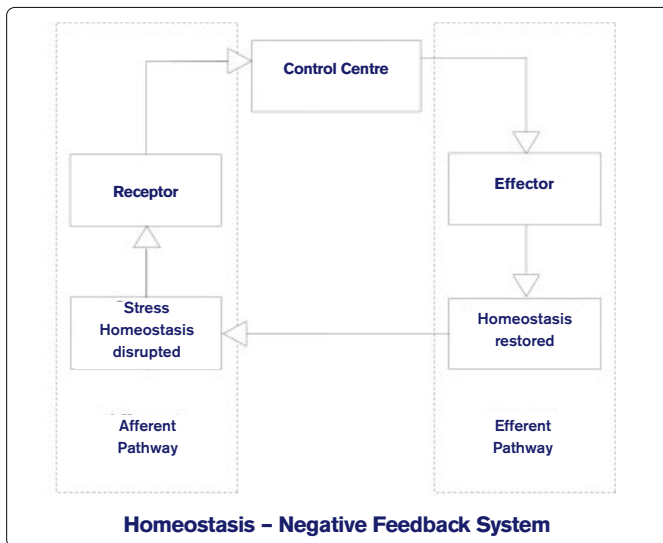 Control Centre
Receptor
Effector
Stress
Homeostasis
disrupted
Homeostasis
restored
Afferent
Pathway
Efferent
Pathway
Homeostasis – Negative Feedback System